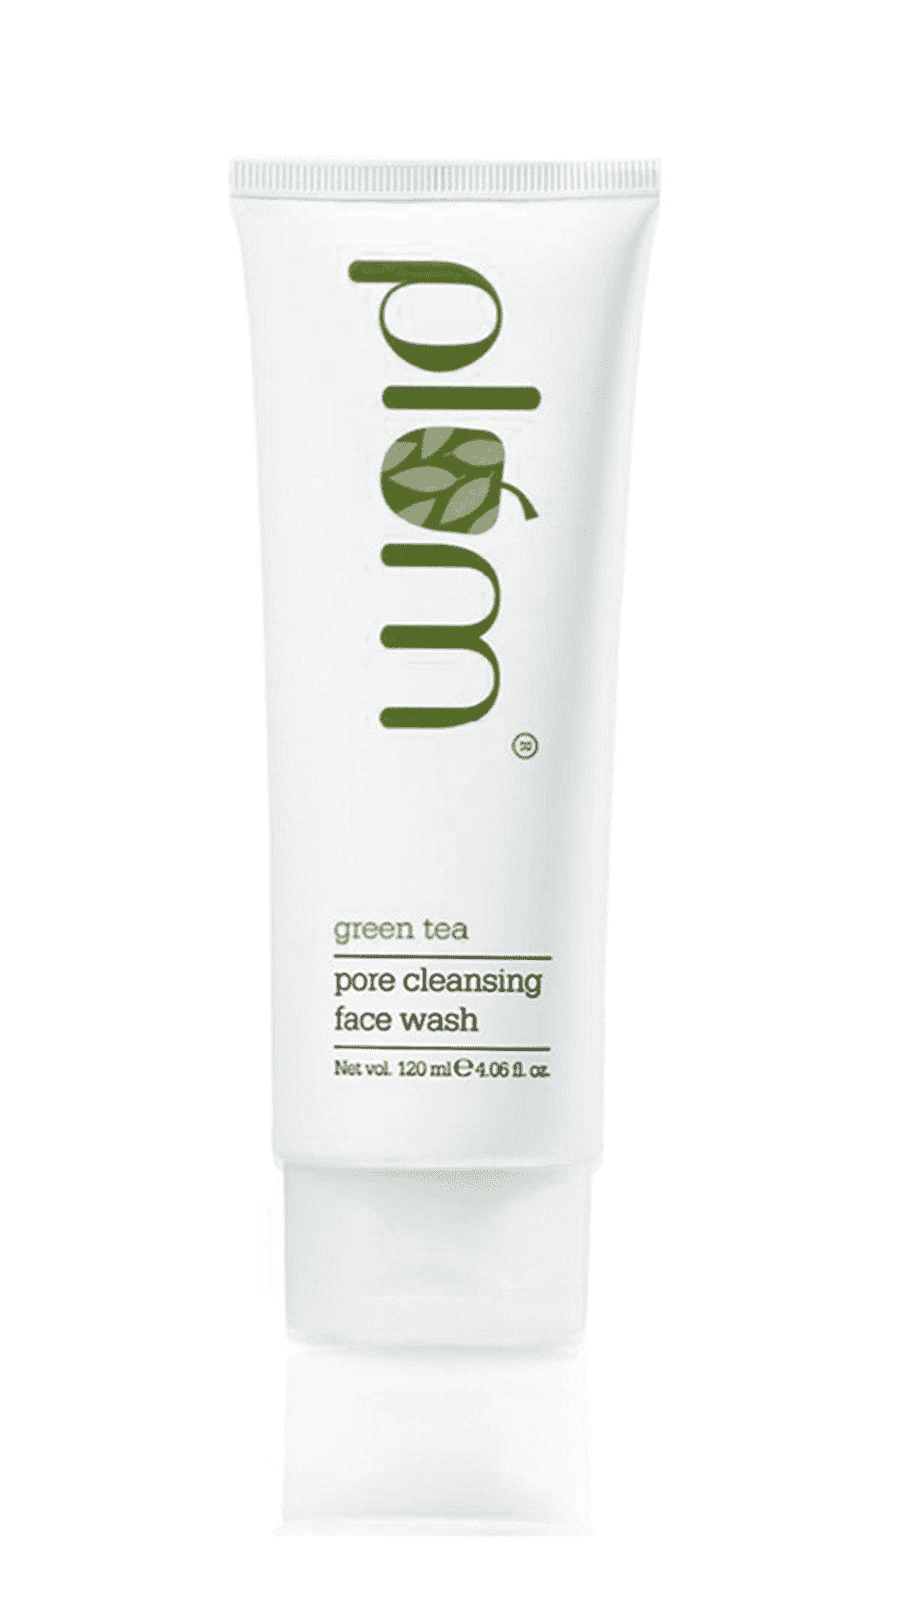 plum
®
green tea
pore cleansing
face wash
Net vol. 120 ml ℮ 4.06 fl. oz.